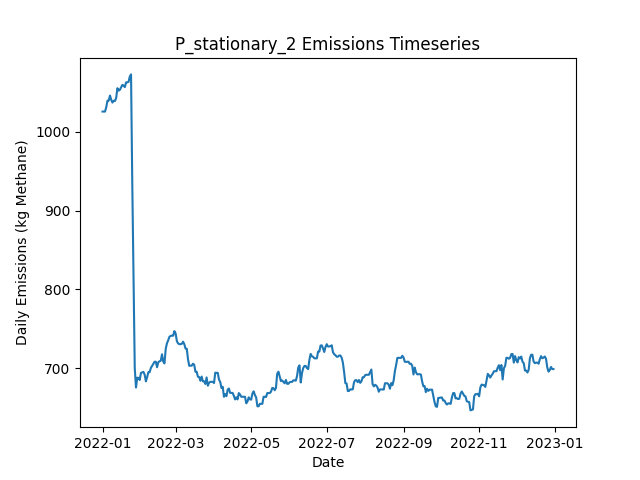 P_stationary_2 Emissions Timeseries
Daily Emissions (kg Methane)
1000
900
800
700
2022-01 2022-03 2022-05 2022-07 2022-09 2022-11 2023-01
Date